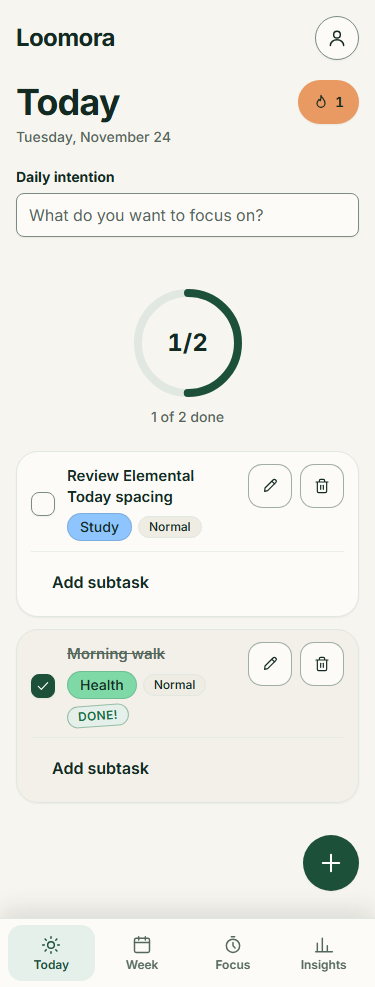 Loomora
Today
1
Tuesday, November 24
Daily intention
What do you want to focus on?
1/2
1 of 2 done
Review Elemental
Today spacing
Study
Normal
Add subtask
Morning walk
Health
Normal
DONE!
Add subtask
Today
Week
Focus
Insights